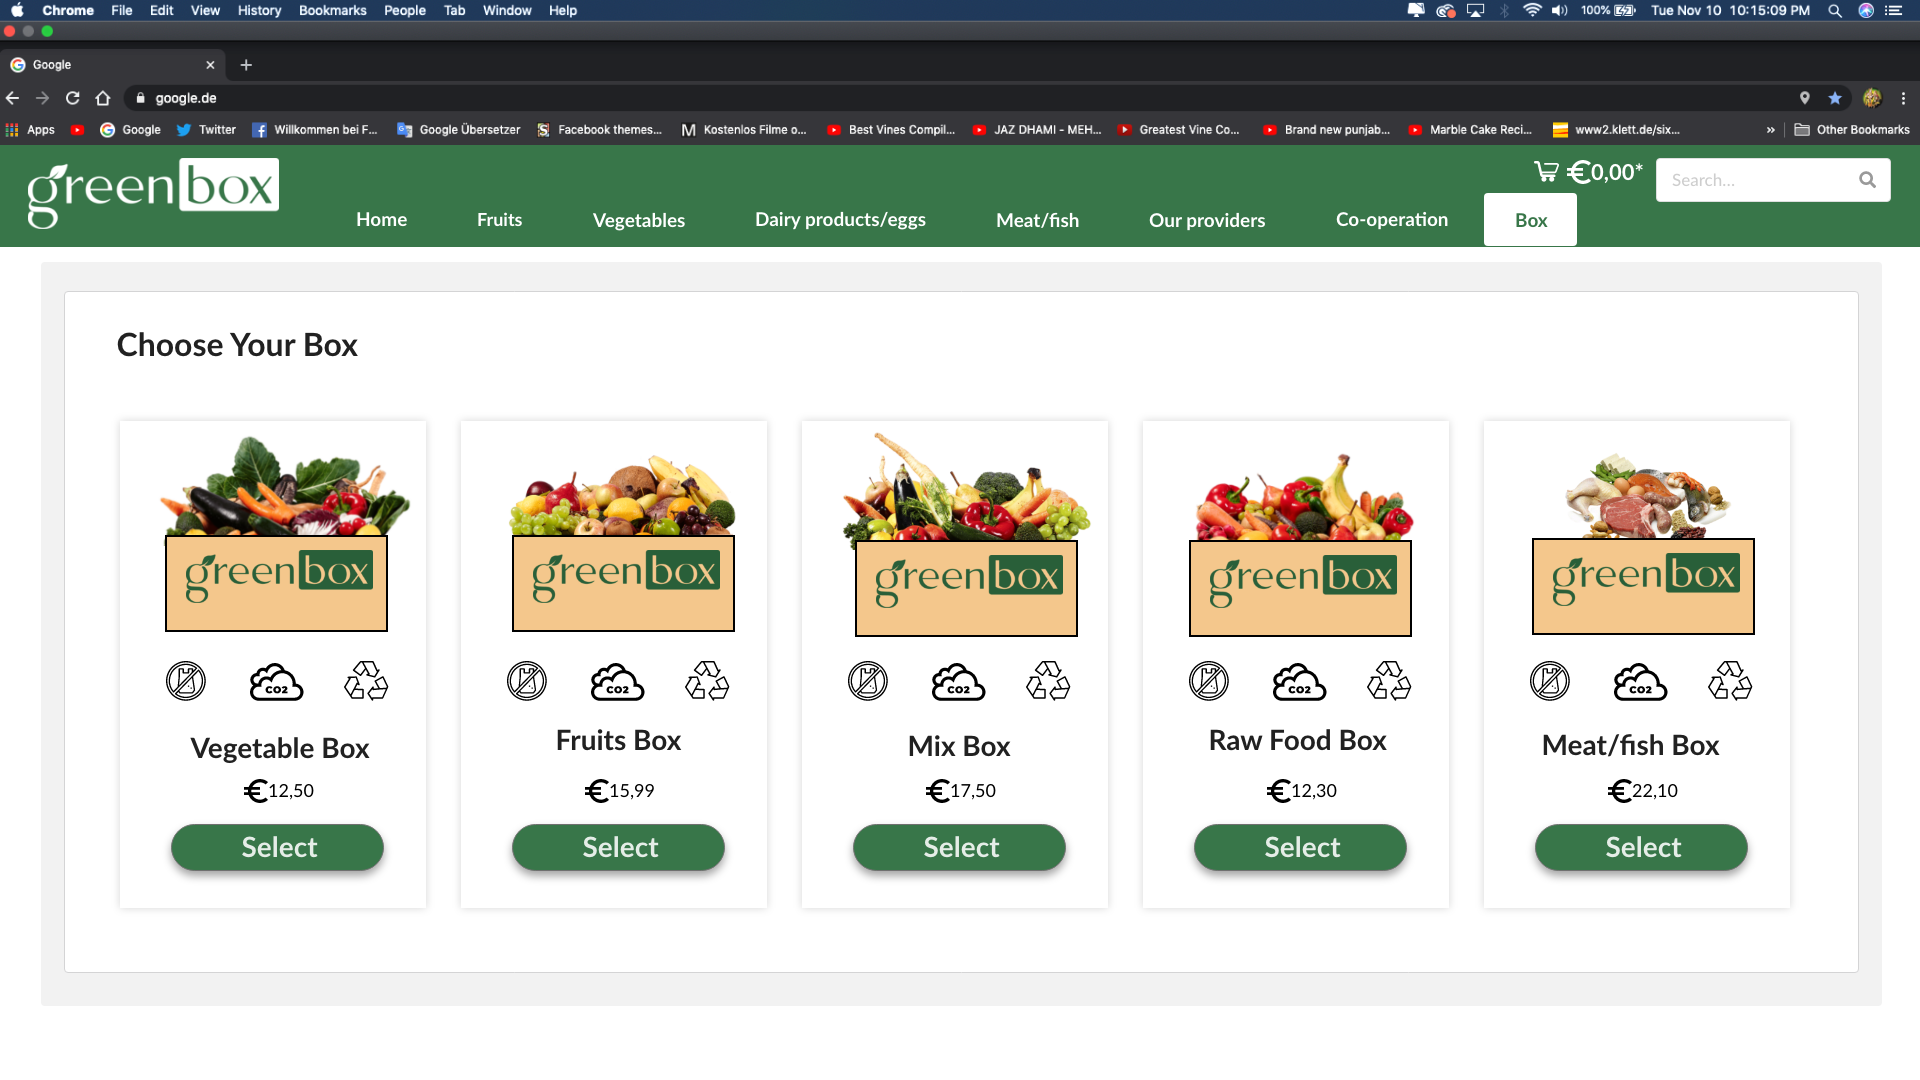 Chrome File Edit View History Bookmarks People Tab Window Help 100% Tue Nov 10 10:15:09 PM
Google
google.de
Apps Google Twitter Willkommen bei F... Google Übersetzer Facebook themes... Kostenlos Filme o... Best Vines Compil... JAZ DHAMI - MEH... Greatest Vine Co... Brand new punjab... Marble Cake Reci... www2.klett.de/six... » Other Bookmarks
greenbox
€0,00* Search...
Home Fruits Vegetables Dairy products/eggs Meat/fish Our providers Co-operation Box
Choose Your Box
greenbox greenbox greenbox greenbox greenbox
CO2 CO2 CO2 CO2 CO2
Vegetable Box Fruits Box Mix Box Raw Food Box Meat/fish Box
€12,50 €15,99 €17,50 €12,30 €22,10
Select Select Select Select Select